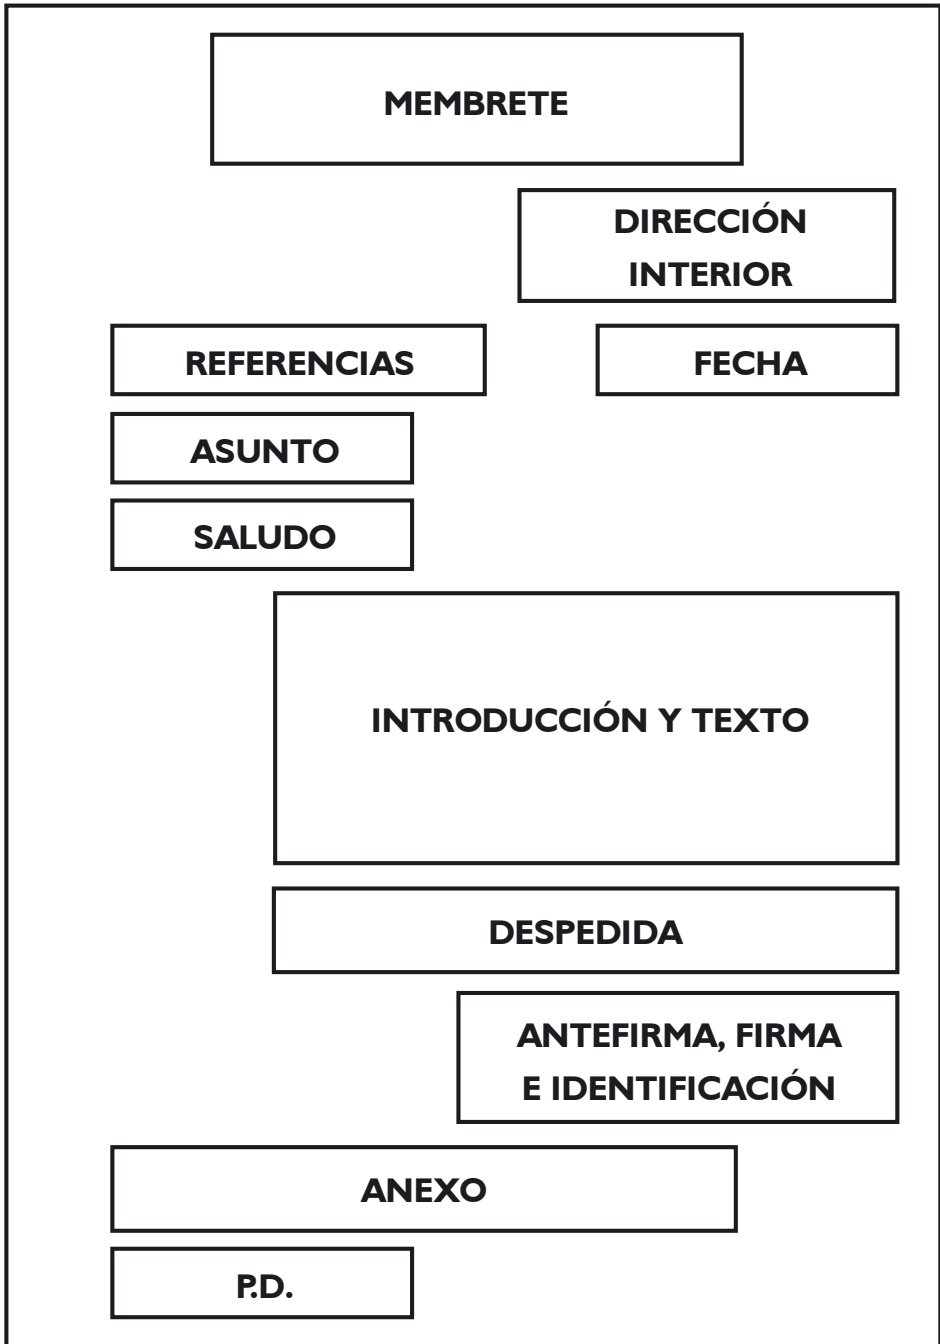 MEMBRETE
DIRECCIÓN
INTERIOR
REFERENCIAS
FECHA
ASUNTO
SALUDO
INTRODUCCIÓN Y TEXTO
DESPEDIDA
ANTEFIRMA, FIRMA
E IDENTIFICACIÓN
ANEXO
P.D.